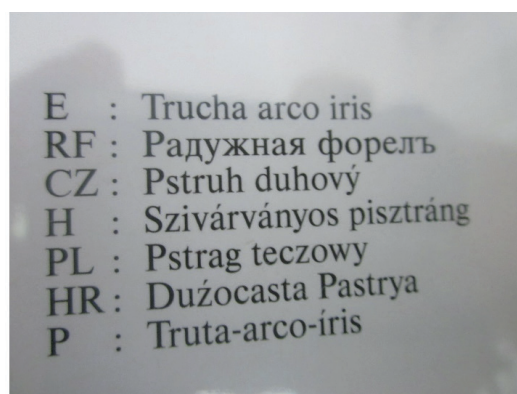 E : Trucha arco iris
RF : Радужная форелъ
CZ : Pstruh duhový
H : Szivárványos pisztráng
PL : Pstrag teczowy
HR : Duźocasta Pastrya
P : Truta-arco-íris